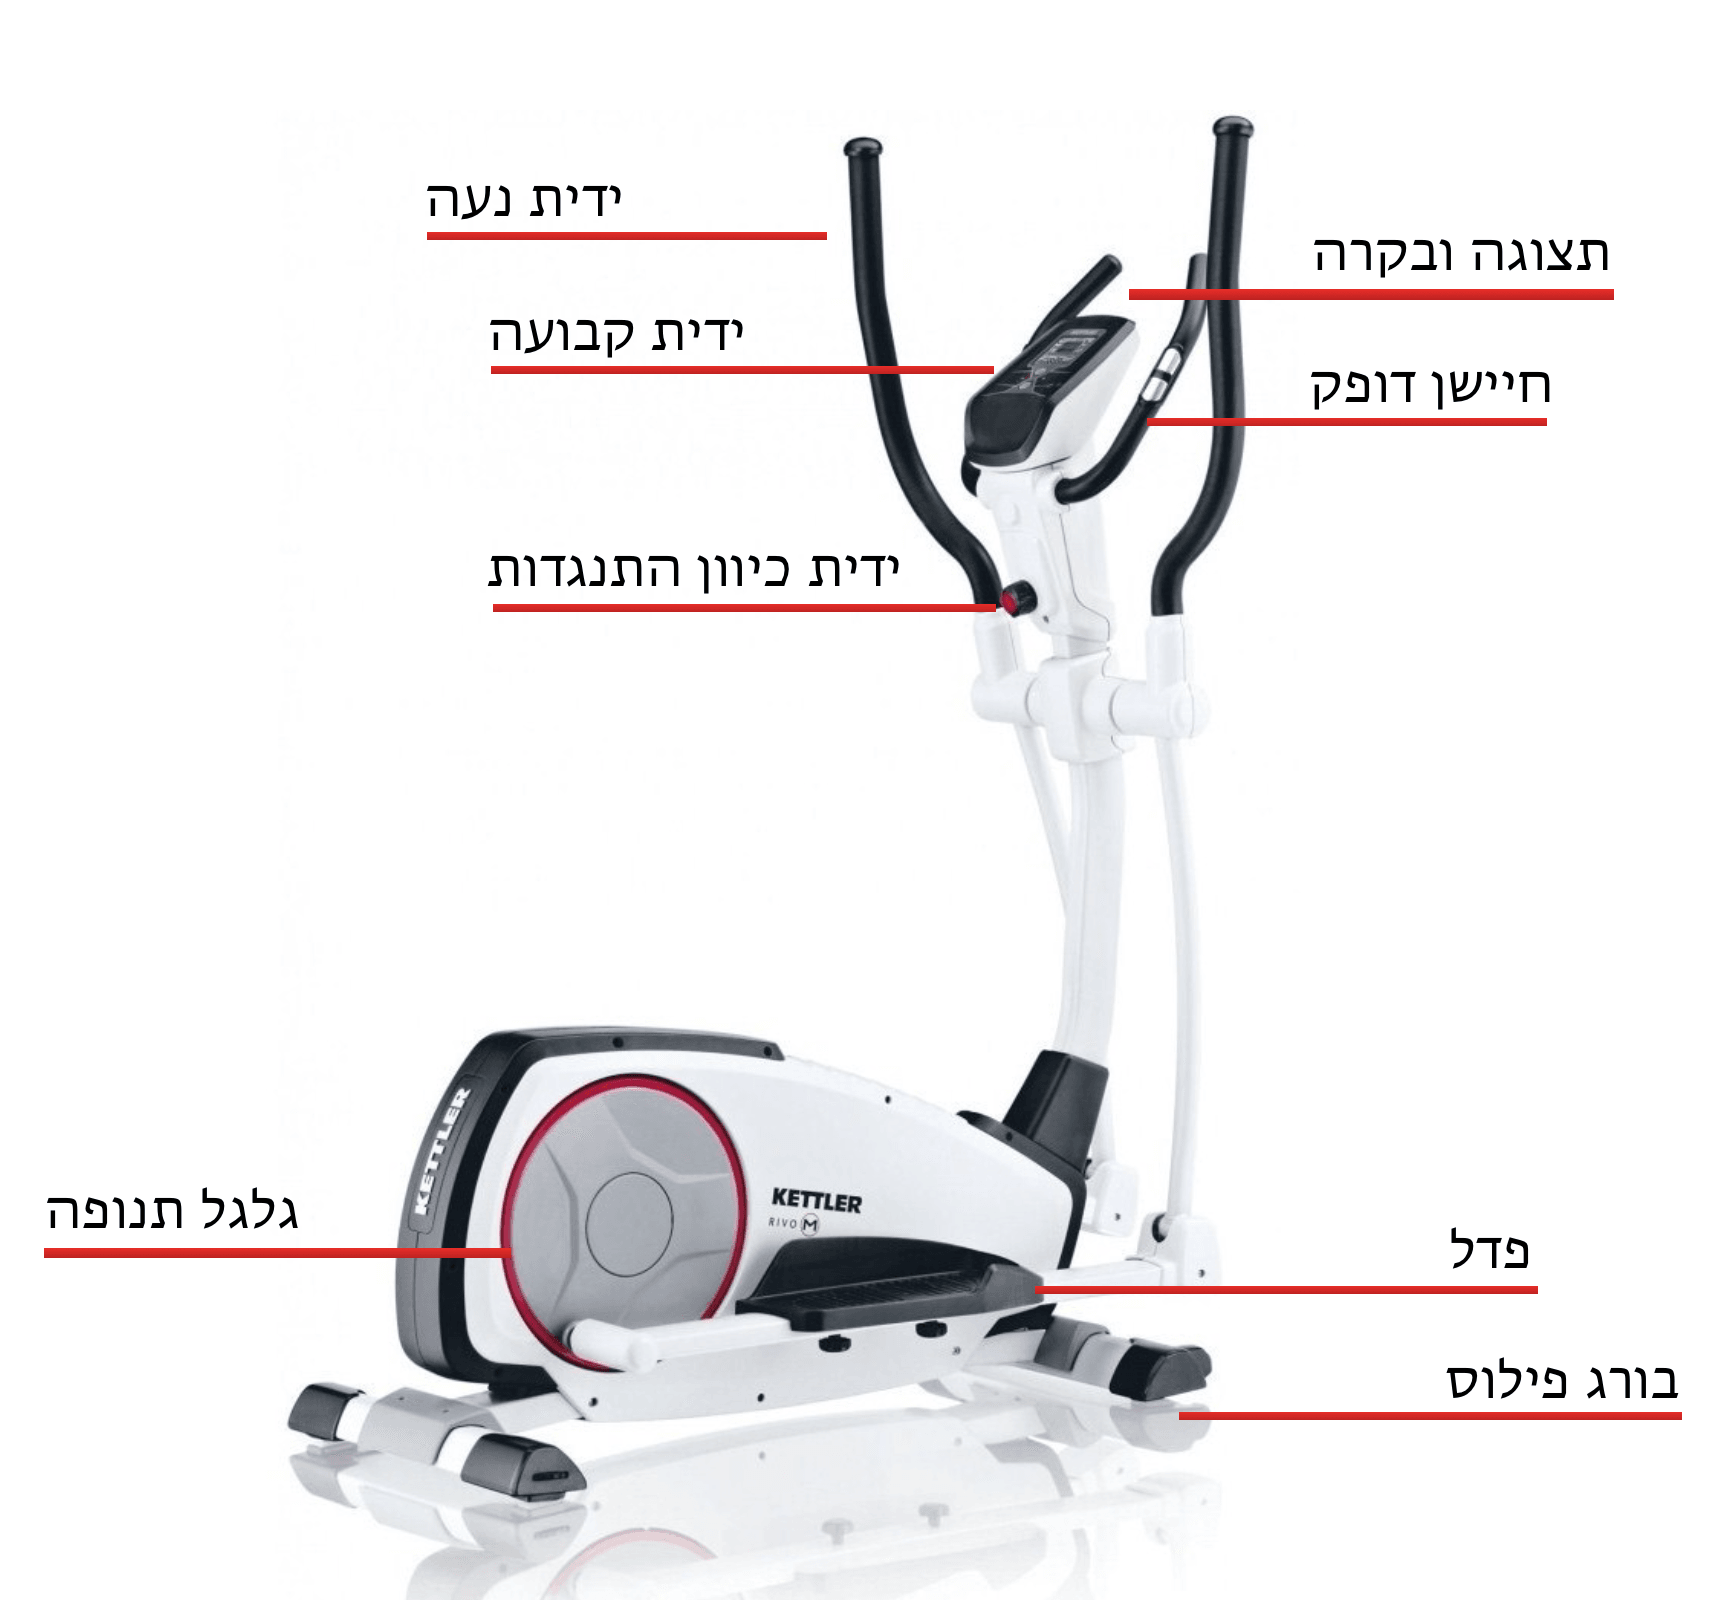 ידית נעה
תצוגה ובקרה
ידית קבועה
חיישן דופק
ידית כיוון התנגדות
KETTLER
KETTLER
RIVO M
גלגל תנופה
פדל
בורג פילוס